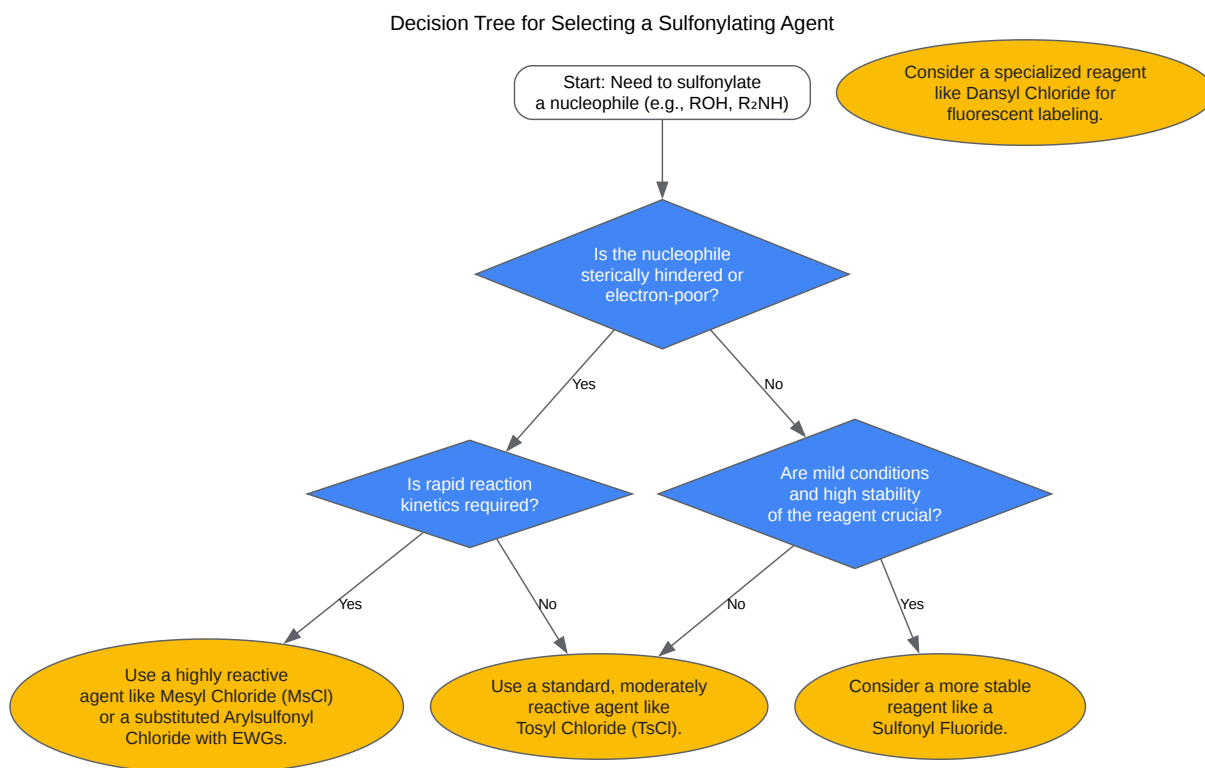 Decision Tree for Selecting a Sulfonylating Agent
Start: Need to sulfonylate
a nucleophile (e.g., ROH, R₂NH)
Consider a specialized reagent
like Dansyl Chloride for
fluorescent labeling.
Is the nucleophile
sterically hindered or
electron-poor?
Yes
No
Is rapid reaction
kinetics required?
Are mild conditions
and high stability
of the reagent crucial?
Yes
No
No
Yes
Use a highly reactive
agent like Mesyl Chloride (MsCl)
or a substituted Arylsulfonyl
Chloride with EWGs.
Use a standard, moderately
reactive agent like
Tosyl Chloride (TsCl).
Consider a more stable
reagent like a
Sulfonyl Fluoride.